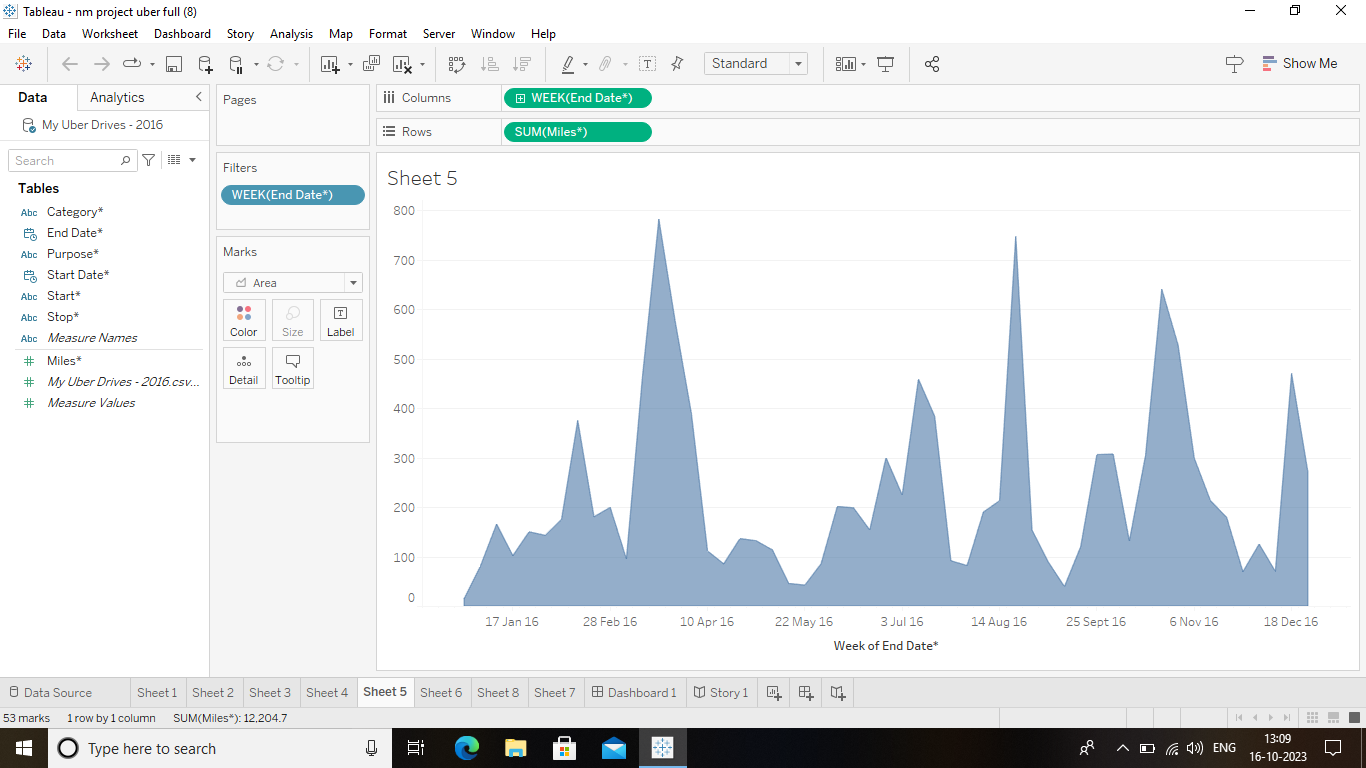 Tableau - nm project uber full (8)
File Data Worksheet Dashboard Story Analysis Map Format Server Window Help
Standard
Show Me
Data Analytics
My Uber Drives - 2016
Search
Tables
Abc Category*
End Date*
Abc Purpose*
Start Date*
Abc Start*
Abc Stop*
Abc Measure Names
# Miles*
# My Uber Drives - 2016.csv...
# Measure Values
Pages
Filters
WEEK(End Date*)
Marks
Area
Color Size Label
Detail Tooltip
Columns WEEK(End Date*)
Rows SUM(Miles*)
Sheet 5
800
700
600
500
400
300
200
100
0
17 Jan 16 28 Feb 16 10 Apr 16 22 May 16 3 Jul 16 14 Aug 16 25 Sept 16 6 Nov 16 18 Dec 16
Week of End Date*
Data Source Sheet 1 Sheet 2 Sheet 3 Sheet 4 Sheet 5 Sheet 6 Sheet 8 Sheet 7 Dashboard 1 Story 1
53 marks 1 row by 1 column SUM(Miles*): 12,204.7
Type here to search
ENG
13:09
16-10-2023